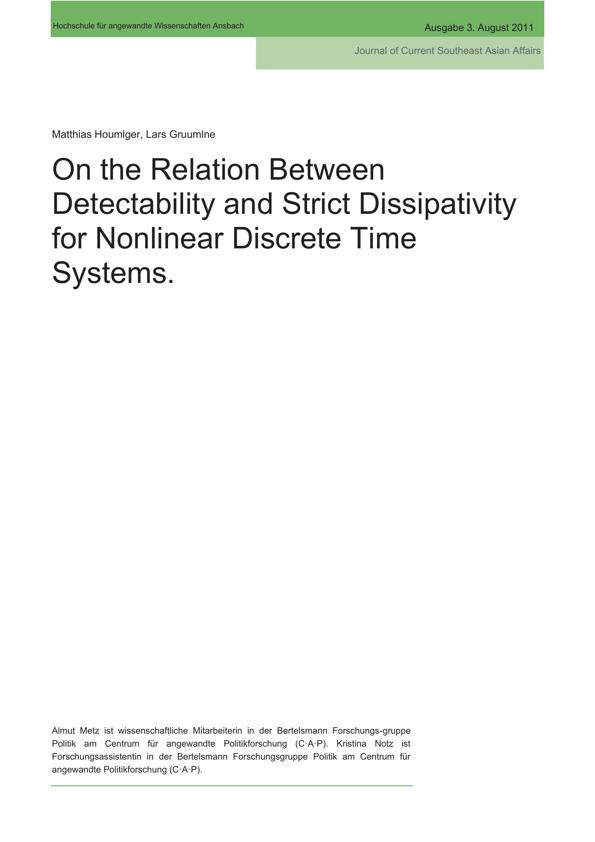 Hochschule für angewandte Wissenschaften Ansbach
Ausgabe 3. August 2011
Journal of Current Southeast Asian Affairs
Matthias Houmlger, Lars Gruumlne
On the Relation Between
Detectability and Strict Dissipativity
for Nonlinear Discrete Time
Systems.
Almut Metz ist wissenschaftliche Mitarbeiterin in der Bertelsmann Forschungs-gruppe
Politik am Centrum für angewandte Politikforschung (C·A·P). Kristina Notz ist
Forschungsassistentin in der Bertelsmann Forschungsgruppe Politik am Centrum für
angewandte Politikforschung (C·A·P).